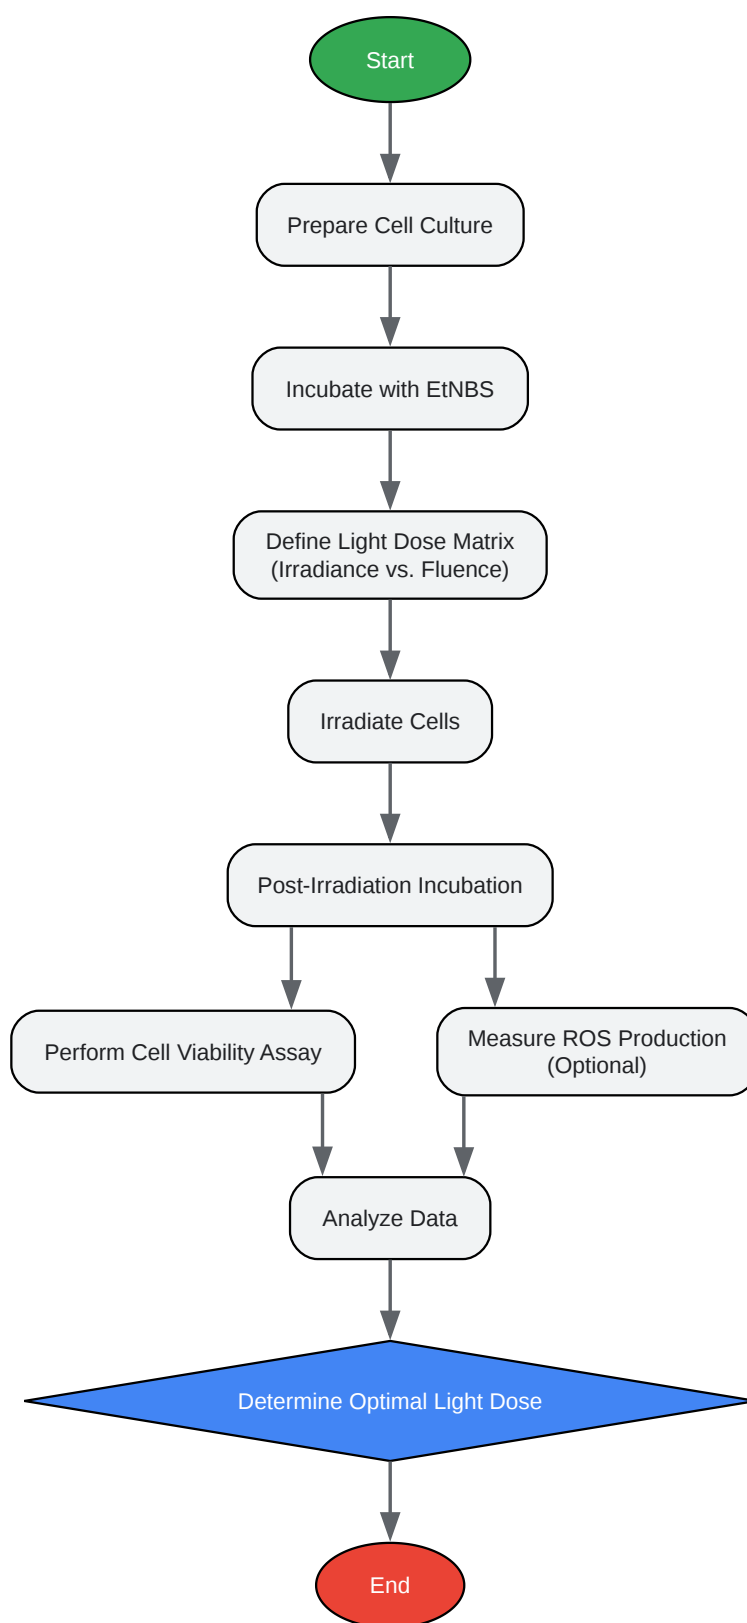 Start
Prepare Cell Culture
Incubate with EtNBS
Define Light Dose Matrix
(Irradiance vs. Fluence)
Irradiate Cells
Post-Irradiation Incubation
Perform Cell Viability Assay
Measure ROS Production
(Optional)
Analyze Data
Determine Optimal Light Dose
End